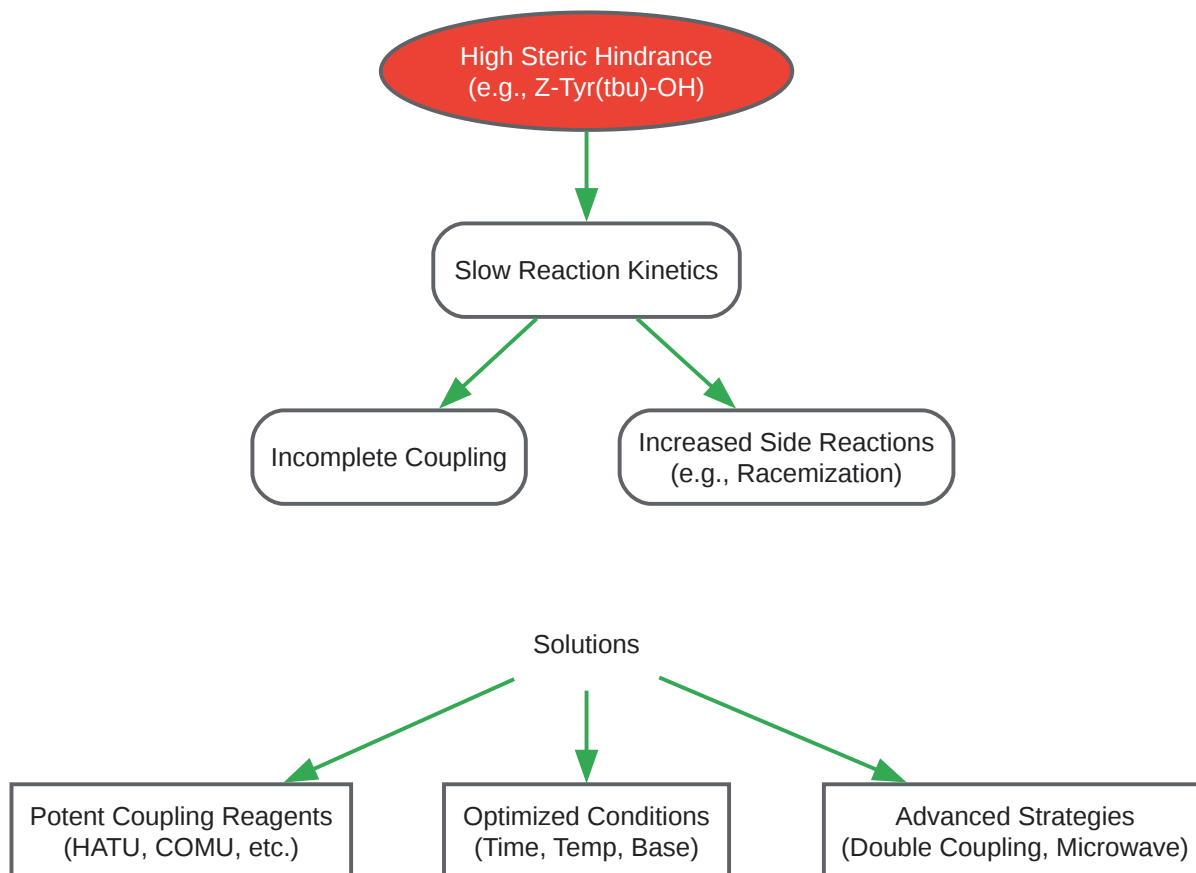 High Steric Hindrance
(e.g., Z-Tyr(tbu)-OH)
Slow Reaction Kinetics
Incomplete Coupling
Increased Side Reactions
(e.g., Racemization)
Solutions
Potent Coupling Reagents
(HATU, COMU, etc.)
Optimized Conditions
(Time, Temp, Base)
Advanced Strategies
(Double Coupling, Microwave)